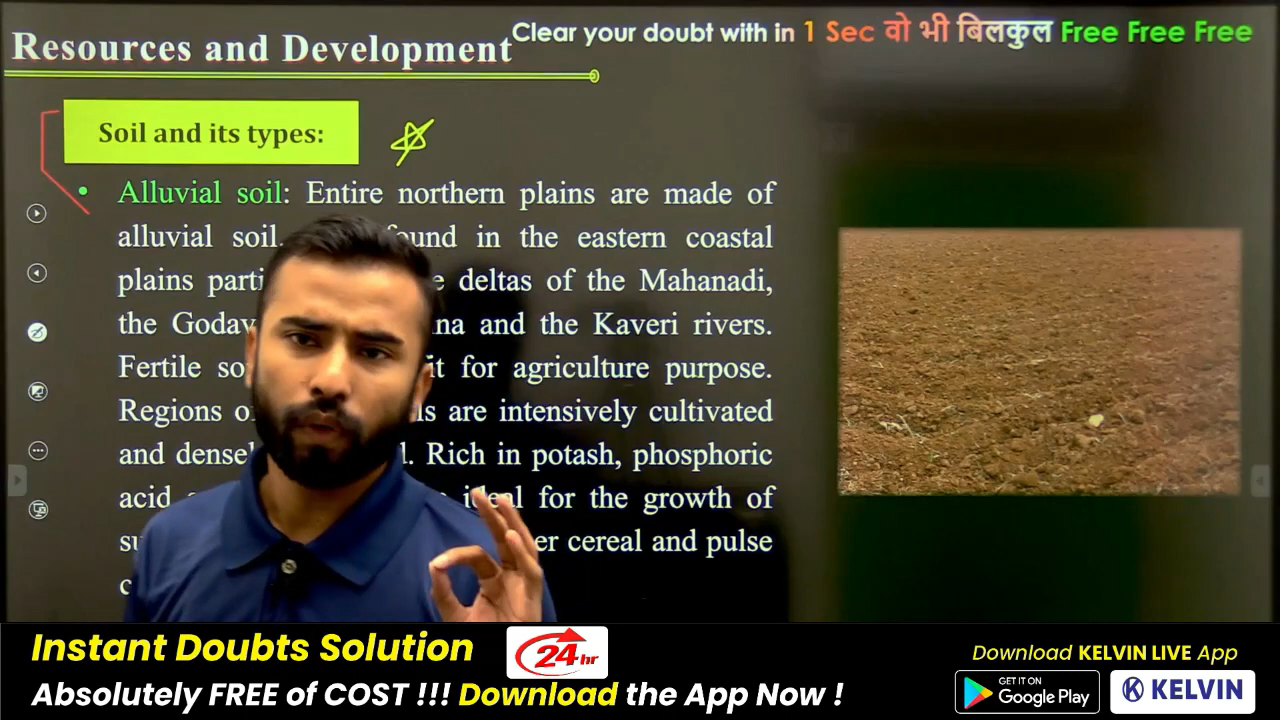 Resources and Development
Clear your doubt with in 1 Sec वो भी बिलकुल Free Free Free
Soil and its types:
• Alluvial soil: Entire northern plains are made of
alluvial soil. found in the eastern coastal
plains deltas of the Mahanadi,
the and the Kaveri rivers.
Fertile for agriculture purpose.
Regions are intensively cultivated
and Rich in potash, phosphoric
acid ideal for the growth of
cereal and pulse
Instant Doubts Solution
24hr
Absolutely FREE of COST !!! Download the App Now !
Download KELVIN LIVE App
GET IT ON
Google Play
K KELVIN